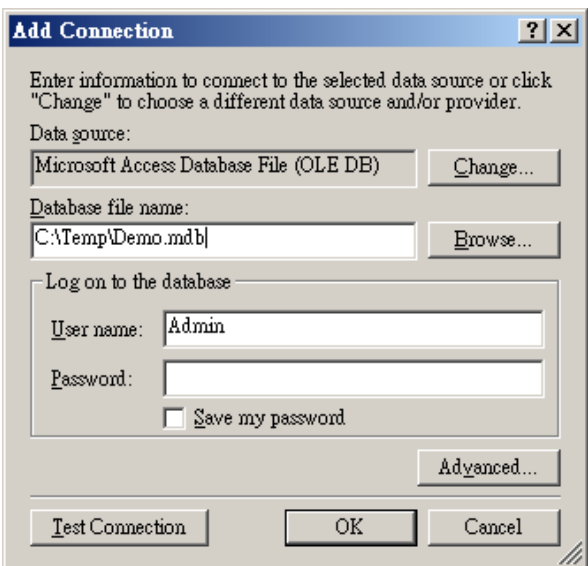 Add Connection
Enter information to connect to the selected data source or click
"Change" to choose a different data source and/or provider.
Data source:
Microsoft Access Database File (OLE DB)
Change...
Database file name:
C:\Temp\Demo.mdb
Browse...
Log on to the database
User name:
Admin
Password:
Save my password
Advanced...
Test Connection
OK
Cancel